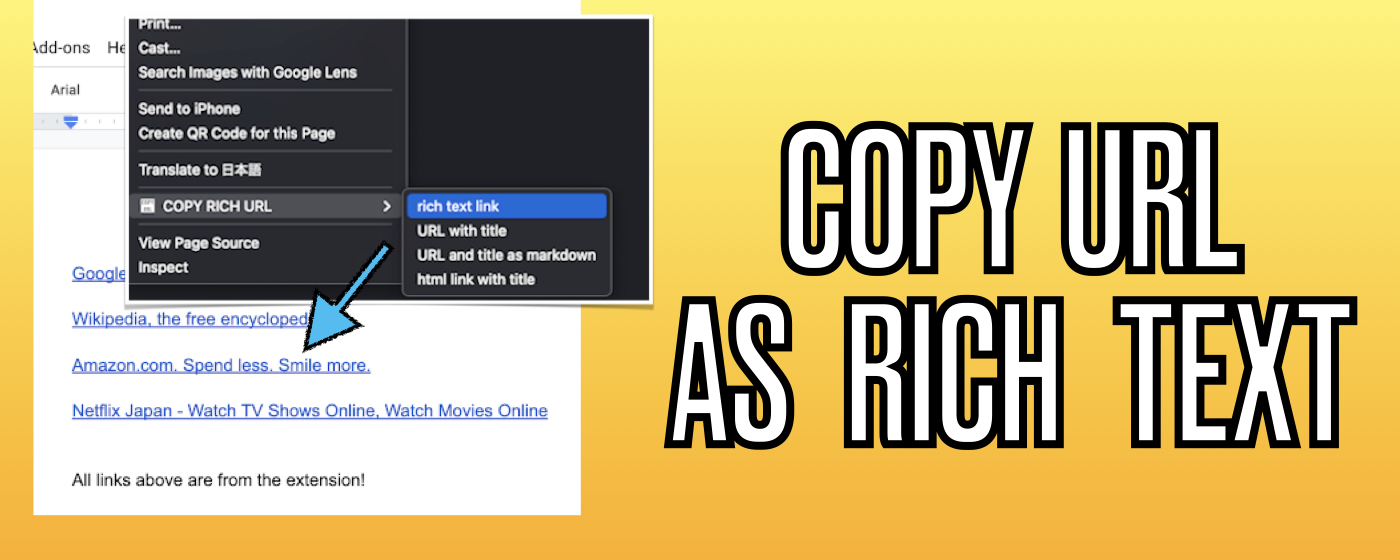 Add-ons He
Arial
Print...
Cast...
Search Images with Google Lens
Send to iPhone
Create QR Code for this Page
Translate to 日本語
COPY RICH URL
View Page Source
Inspect
rich text link
URL with title
URL and title as markdown
html link with title
Google
Wikipedia, the free encycloped
Amazon.com. Spend less. Smile more.
Netflix Japan - Watch TV Shows Online, Watch Movies Online
All links above are from the extension!
COPY URL
AS RICH TEXT